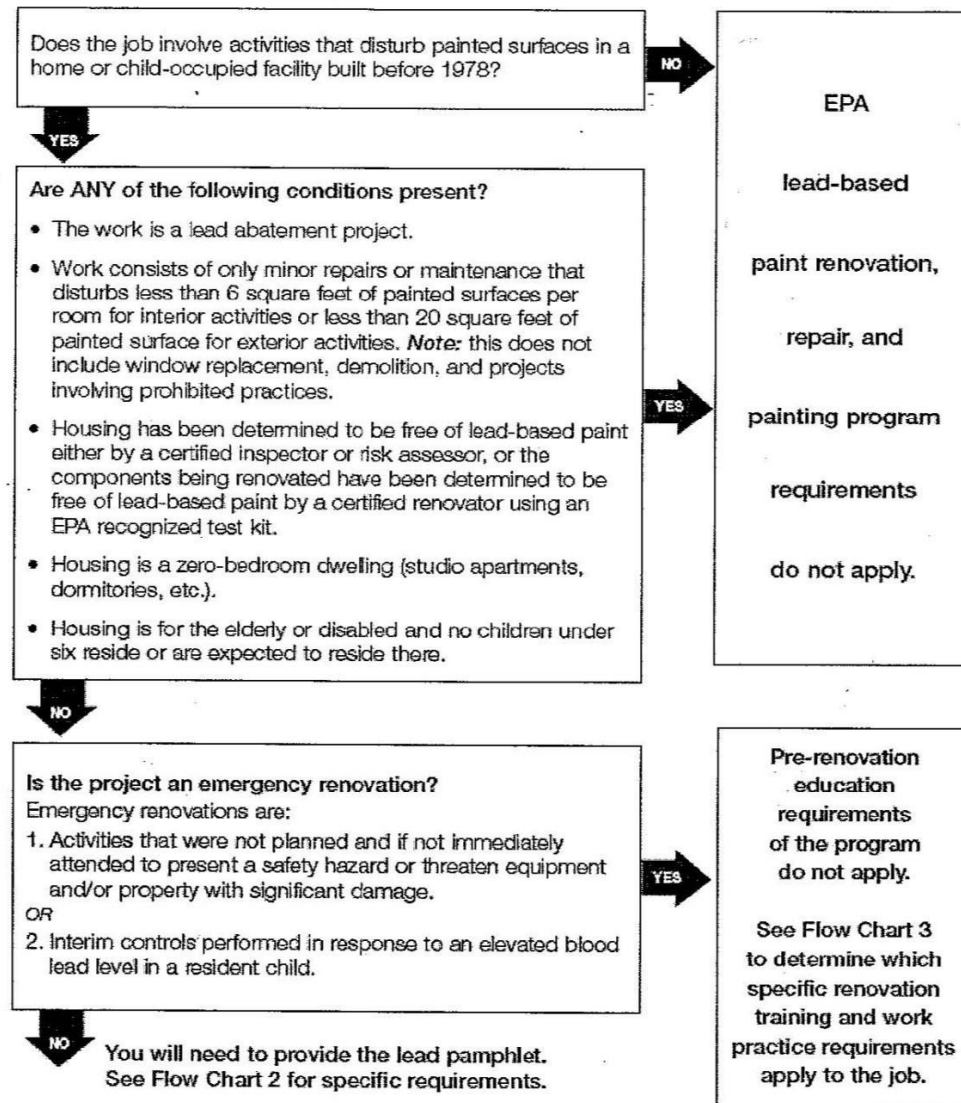 Does the job involve activities that disturb painted surfaces in a
home or child-occupied facility built before 1978?
NO
YES
EPA
lead-based
paint renovation,
repair, and
painting program
requirements
do not apply.
Are ANY of the following conditions present?
• The work is a lead abatement project.
• Work consists of only minor repairs or maintenance that
disturbs less than 6 square feet of painted surfaces per
room for interior activities or less than 20 square feet of
painted surface for exterior activities. Note: this does not
include window replacement, demolition, and projects
involving prohibited practices.
• Housing has been determined to be free of lead-based paint
either by a certified inspector or risk assessor, or the
components being renovated have been determined to be
free of lead-based paint by a certified renovator using an
EPA recognized test kit.
• Housing is a zero-bedroom dwelling (studio apartments,
dormitories, etc.).
• Housing is for the elderly or disabled and no children under
six reside or are expected to reside there.
YES
NO
Is the project an emergency renovation?
Emergency renovations are:
1. Activities that were not planned and if not immediately
attended to present a safety hazard or threaten equipment
and/or property with significant damage.
OR
2. Interim controls performed in response to an elevated blood
lead level in a resident child.
YES
Pre-renovation
education
requirements
of the program
do not apply.
See Flow Chart 3
to determine which
specific renovation
training and work
practice requirements
apply to the job.
NO
You will need to provide the lead pamphlet.
See Flow Chart 2 for specific requirements.